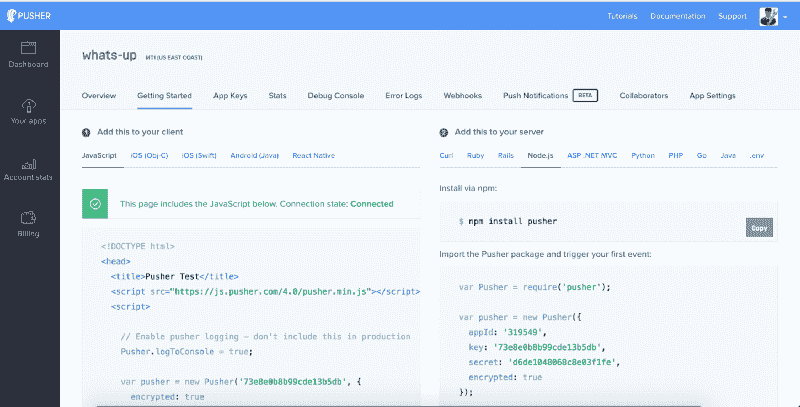 PUSHER
Tutorials Documentation Support
Dashboard
Your apps
Account stats
Billing
whats-up MT1 (US EAST COAST)
Overview Getting Started App Keys Stats Debug Console Error Logs Webhooks Push Notifications BETA Collaborators App Settings
Add this to your client
JavaScript iOS (Obj-C) iOS (Swift) Android (Java) React Native
This page includes the JavaScript below. Connection state: Connected
<!DOCTYPE html>
<head>
<title>Pusher Test</title>
<script src="https://js.pusher.com/4.0/pusher.min.js"></script>
<script>
// Enable pusher logging - don't include this in production
Pusher.logToConsole = true;
var pusher = new Pusher('73e8e0b8b99cde13b5db', {
encrypted: true
Add this to your server
Curl Ruby Rails Node.js ASP .NET MVC Python PHP Go Java .env
Install via npm:
$ npm install pusher
Copy
Import the Pusher package and trigger your first event:
var Pusher = require('pusher');
var pusher = new Pusher({
appId: '319549',
key: '73e8e0b8b99cde13b5db',
secret: 'd6de1048068c8e03f1fe',
encrypted: true
});